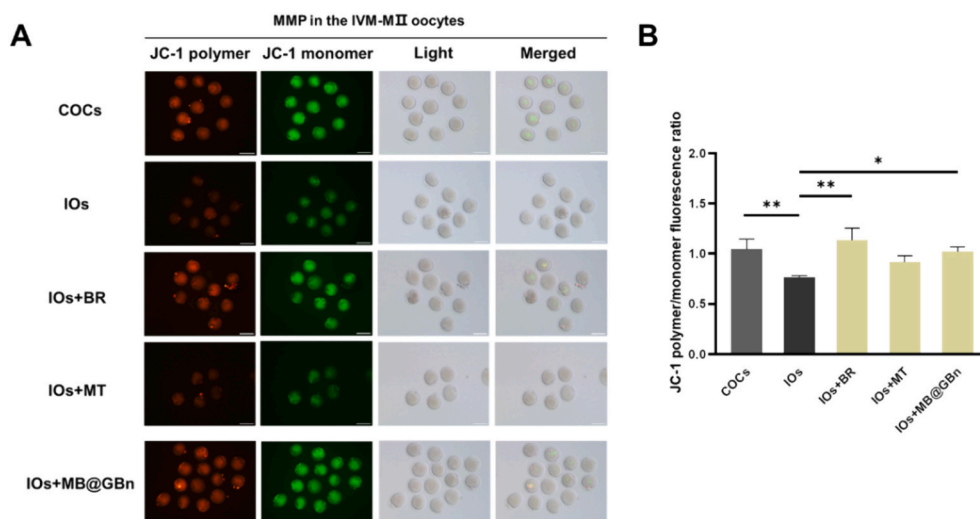 A
MMP in the IVM-MⅡ oocytes
JC-1 polymer
JC-1 monomer
Light
Merged
COCs
IOs
IOs+BR
IOs+MT
IOs+MB@GBn
B
JC-1 polymer/monomer fluorescence ratio
2.0
1.5
1.0
0.5
0.0
**
**
*
COCs
IOs
IOs+BR
IOs+MT
IOs+MB@GBn